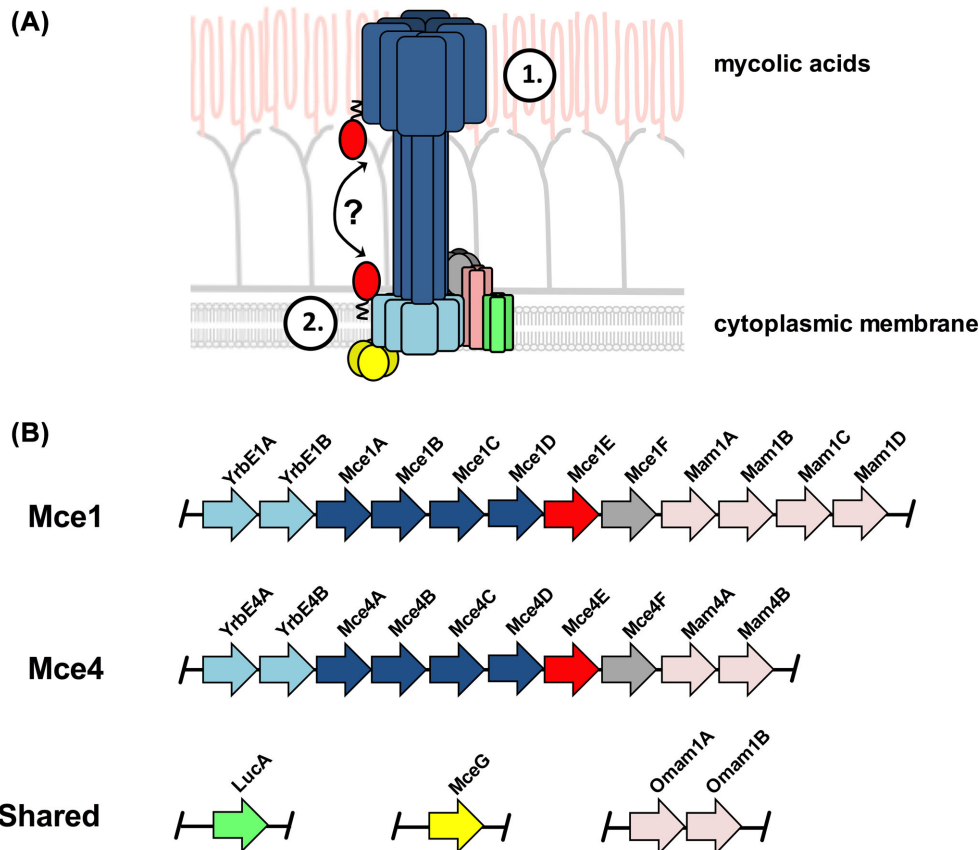 (A)
1.
mycolic acids
?
2.
cytoplasmic membrane
(B)
YrbE1A YrbE1B Mce1A Mce1B Mce1C Mce1D Mce1E Mce1F Mam1A Mam1B Mam1C Mam1D
Mce1
YrbE4A YrbE4B Mce4A Mce4B Mce4C Mce4D Mce4E Mce4F Mam4A Mam4B
Mce4
LucA MceG Omam1A Omam1B
Shared